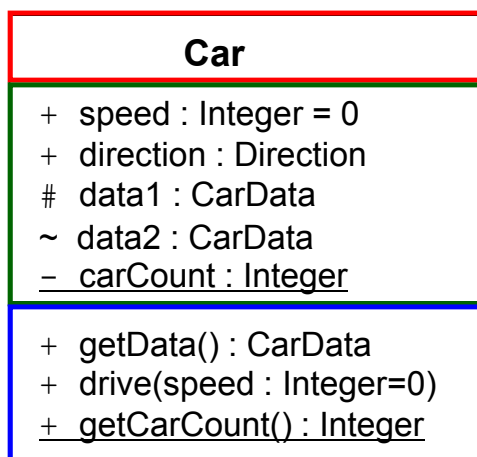 Car
+ speed : Integer = 0
+ direction : Direction
# data1 : CarData
~ data2 : CarData
- carCount : Integer
+ getData() : CarData
+ drive(speed : Integer=0)
+ getCarCount() : Integer